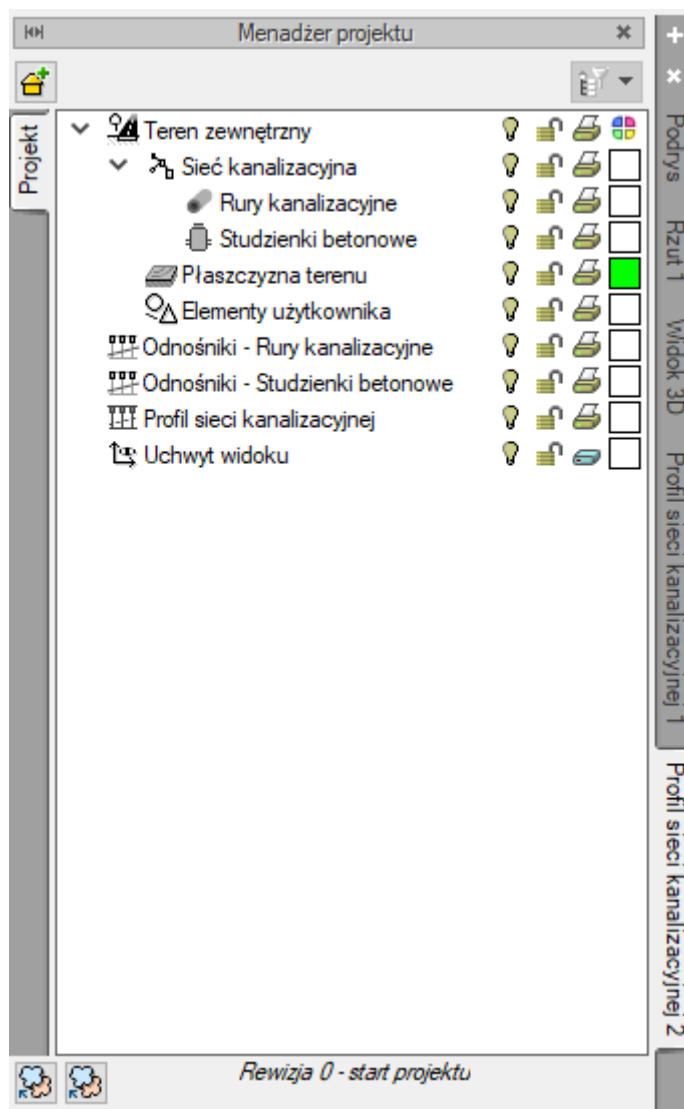 Menadżer projektu
Projekt
Teren zewnętrzny
Sieć kanalizacyjna
Rury kanalizacyjne
Studzienki betonowe
Płaszczyzna terenu
Elementy użytkownika
Odnośniki - Rury kanalizacyjne
Odnośniki - Studzienki betonowe
Profil sieci kanalizacyjnej
Uchwyt widoku
Rewizja 0 - start projektu
Podrys
Rzut 1
Widok 3D
Profil sieci kanalizacyjnej 1
Profil sieci kanalizacyjnej 2